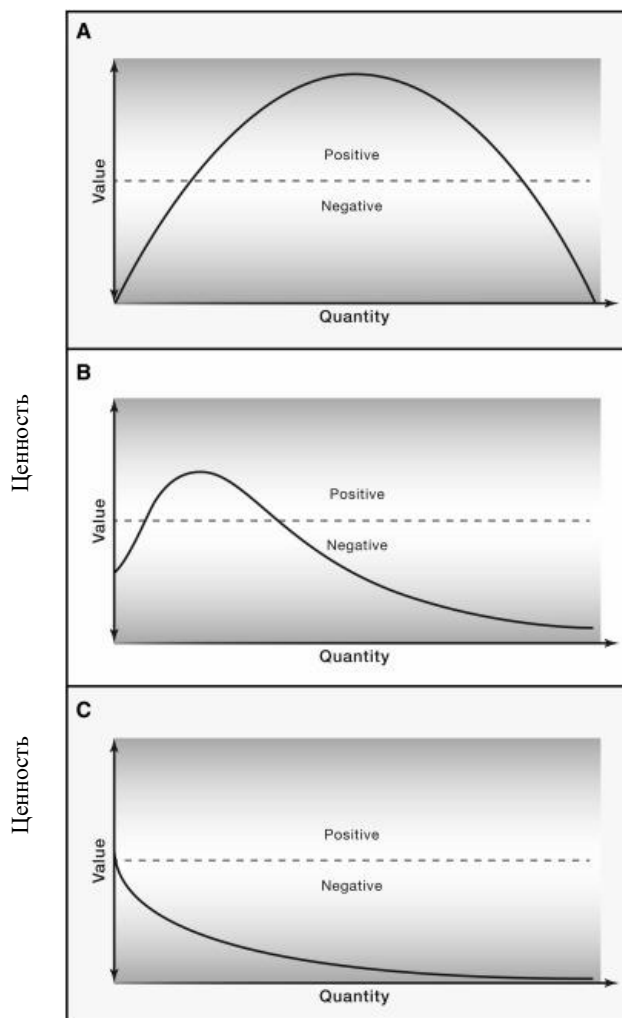 A
Positive
Value
Negative
Quantity
Ценность
B
Positive
Value
Negative
Quantity
Ценность
C
Positive
Value
Negative
Quantity